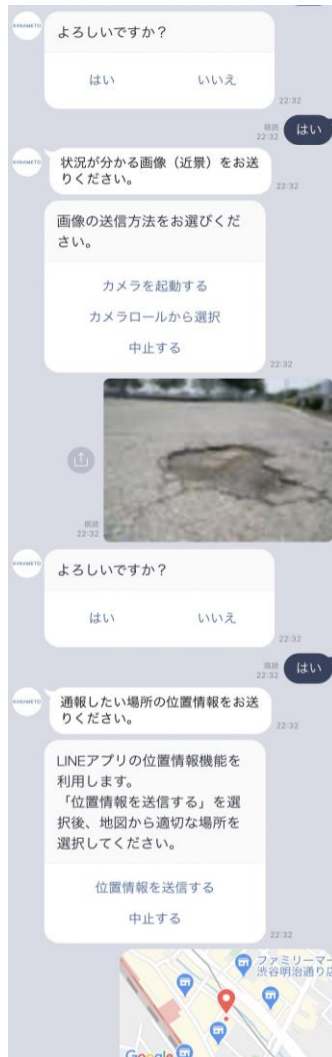 KANAMETO
よろしいですか？
はい
いいえ
22:32
既読
22:32
はい
KANAMETO
状況が分かる画像（近景）をお送
りください。
22:32
画像の送信方法をお選びくだ
さい。
カメラを起動する
カメラロールから選択
中止する
22:32
既読
22:32
KANAMETO
よろしいですか？
はい
いいえ
22:32
既読
22:32
はい
KANAMETO
通報したい場所の位置情報をお送
りください。
22:32
LINEアプリの位置情報機能を
利用します。
「位置情報を送信する」を選
択後、地図から適切な場所を
選択してください。
位置情報を送信する
中止する
22:32
ファミリーマー
渋谷明治通り店
Google